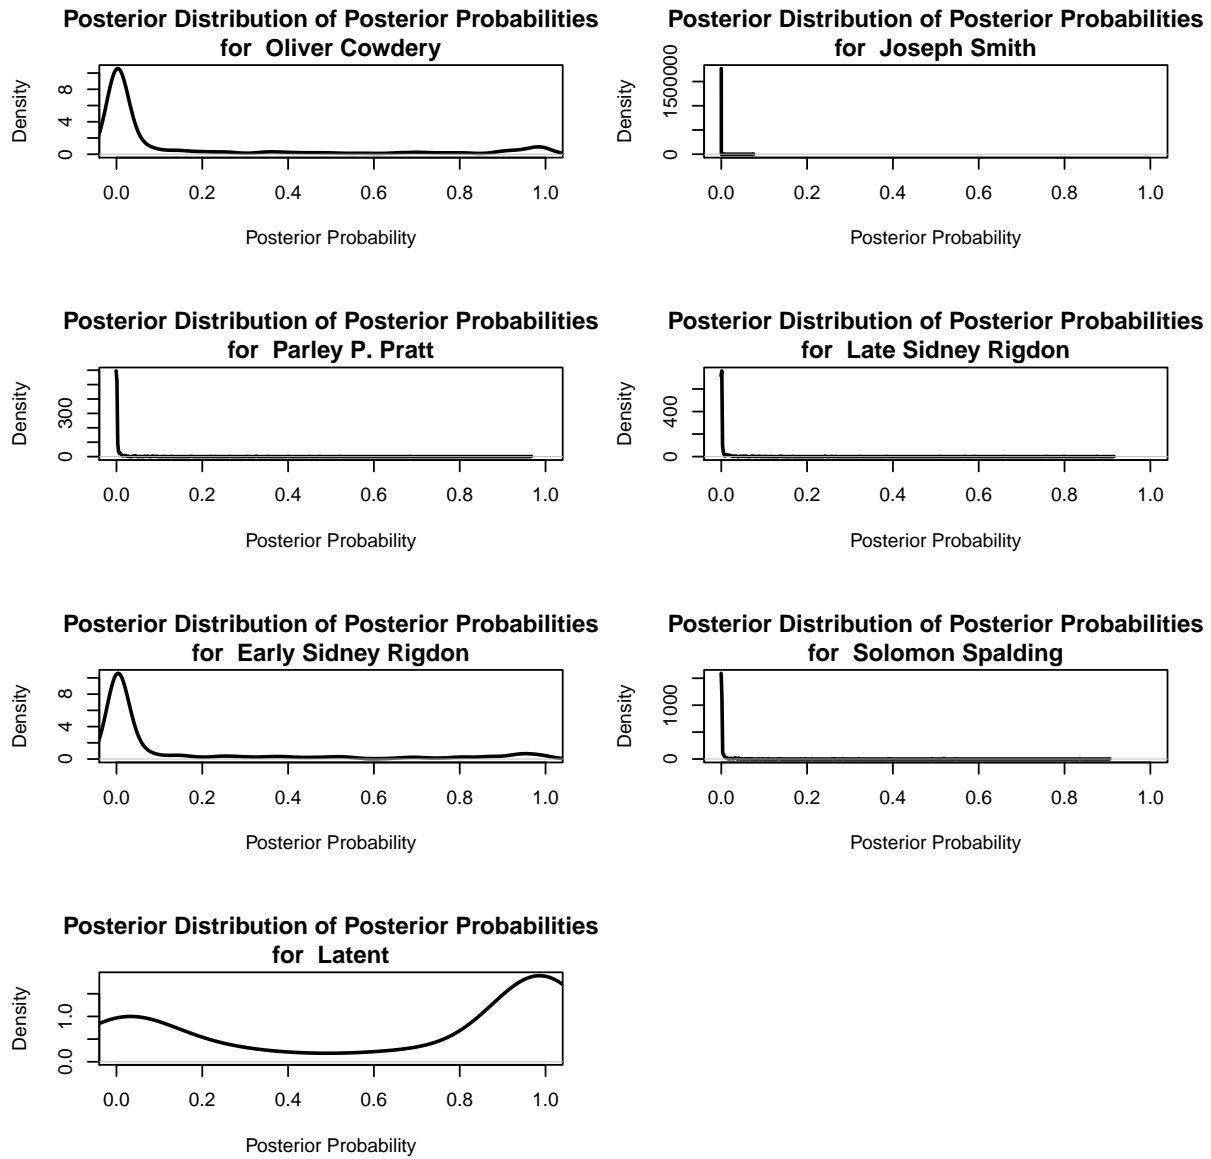 Posterior Distribution of Posterior Probabilities
for  Oliver Cowdery
Density
0 4 8
0.0 0.2 0.4 0.6 0.8 1.0
Posterior Probability
Posterior Distribution of Posterior Probabilities
for  Joseph Smith
Density
0 1500000
0.0 0.2 0.4 0.6 0.8 1.0
Posterior Probability
Posterior Distribution of Posterior Probabilities
for  Parley P. Pratt
Density
0 300
0.0 0.2 0.4 0.6 0.8 1.0
Posterior Probability
Posterior Distribution of Posterior Probabilities
for  Late Sidney Rigdon
Density
0 400
0.0 0.2 0.4 0.6 0.8 1.0
Posterior Probability
Posterior Distribution of Posterior Probabilities
for  Early Sidney Rigdon
Density
0 4 8
0.0 0.2 0.4 0.6 0.8 1.0
Posterior Probability
Posterior Distribution of Posterior Probabilities
for  Solomon Spalding
Density
0 1000
0.0 0.2 0.4 0.6 0.8 1.0
Posterior Probability
Posterior Distribution of Posterior Probabilities
for  Latent
Density
0.0 1.0
0.0 0.2 0.4 0.6 0.8 1.0
Posterior Probability